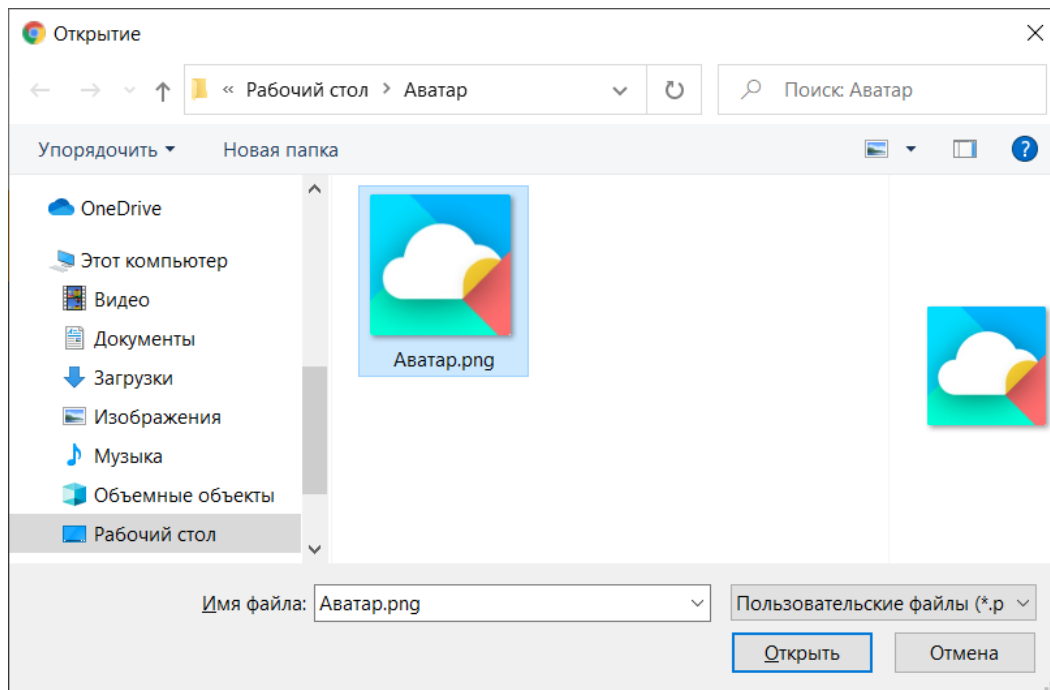 Открытие
« Рабочий стол > Аватар
Поиск: Аватар
Упорядочить
Новая папка
?
OneDrive
Этот компьютер
Видео
Документы
Загрузки
Изображения
Музыка
Объемные объекты
Рабочий стол
Аватар.png
Имя файла: Аватар.png
Пользовательские файлы (*.p
Открыть
Отмена